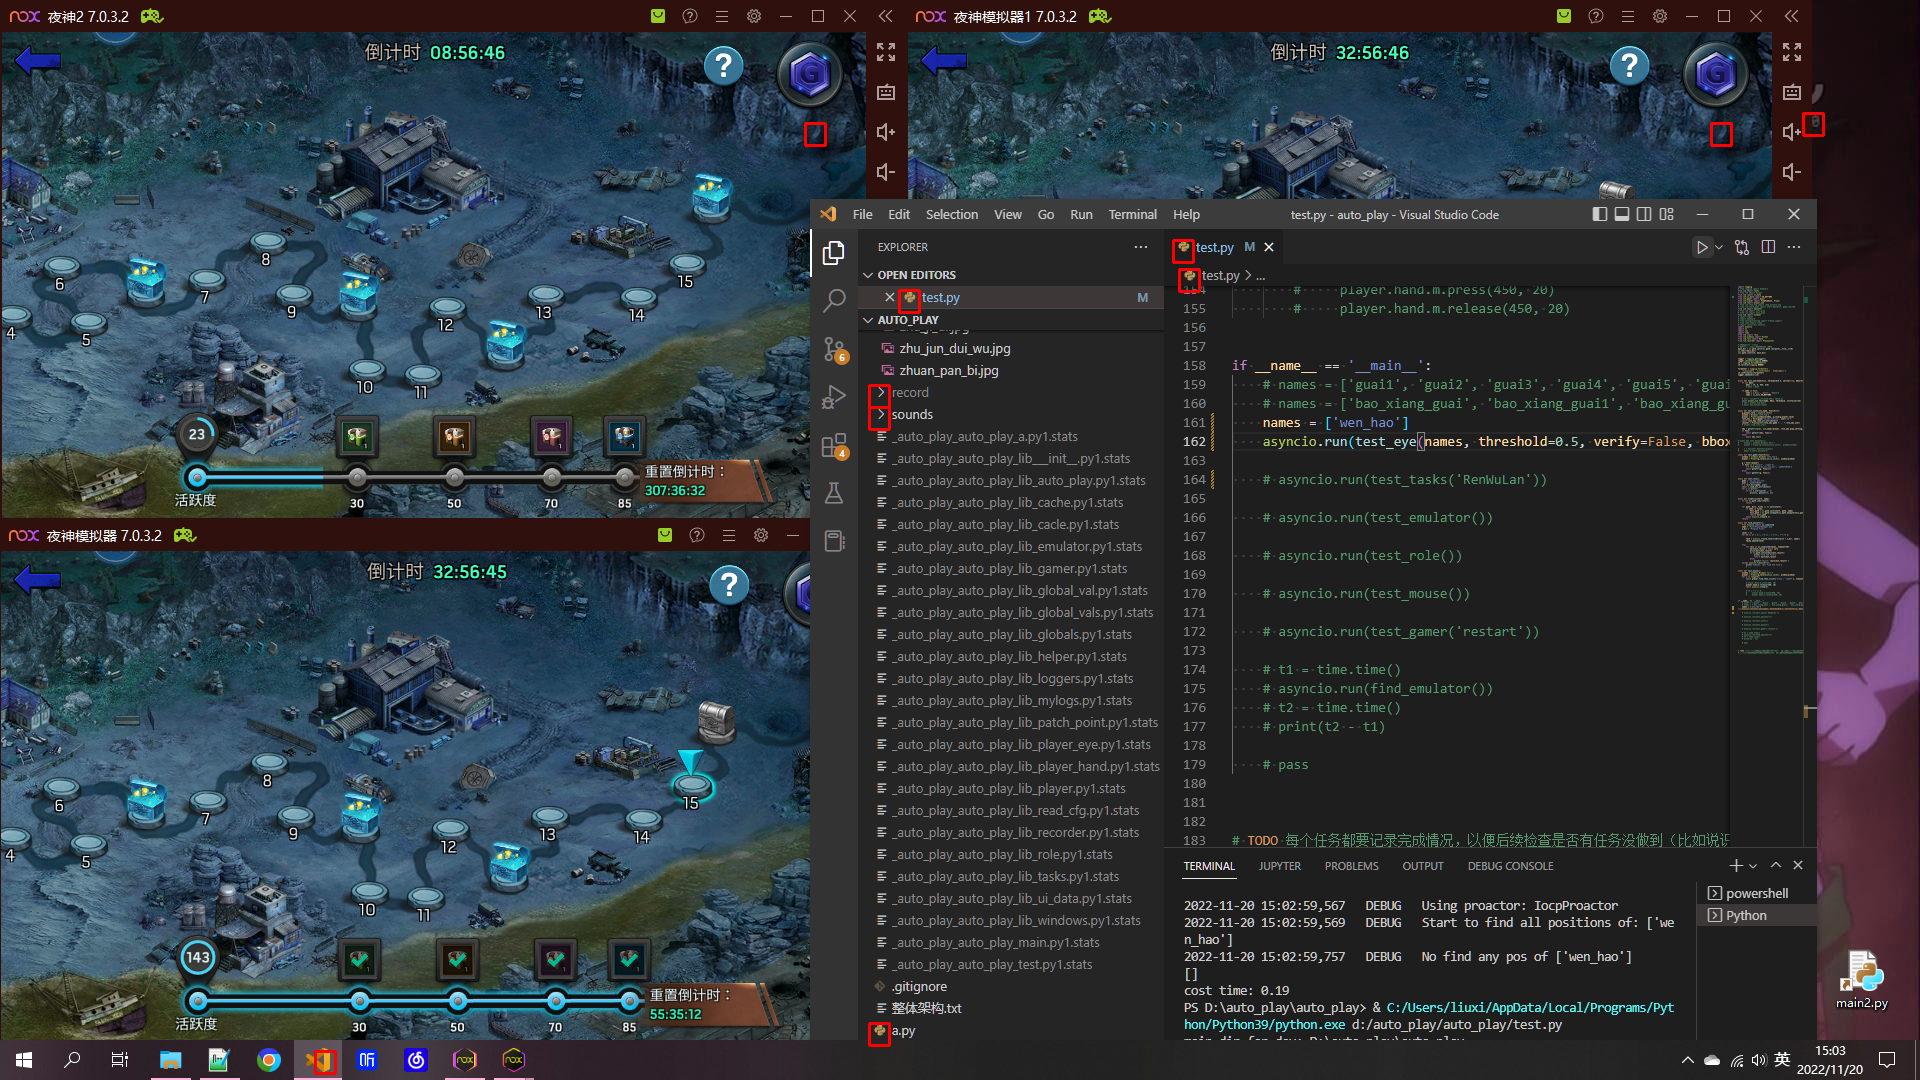 nox 夜神2 7.0.3.2
倒计时 08:56:46
?
G
4
5
6
7
8
9
10
11
12
13
14
15
23
活跃度
30
50
70
85
重置倒计时：
307:36:32
nox 夜神模拟器1 7.0.3.2
倒计时 32:56:46
?
G
nox 夜神模拟器 7.0.3.2
倒计时 32:56:45
?
4
5
6
7
8
9
10
11
12
13
14
15
143
活跃度
30
50
70
85
重置倒计时：
55:35:12
File Edit Selection View Go Run Terminal Help
test.py - auto_play - Visual Studio Code
6
4
EXPLORER
OPEN EDITORS
test.py M
AUTO_PLAY
zhu_jun_dui_wu.jpg
zhuan_pan_bi.jpg
record
sounds
_auto_play_auto_play_a.py1.stats
_auto_play_auto_play_lib___init__.py1.stats
_auto_play_auto_play_lib_auto_play.py1.stats
_auto_play_auto_play_lib_cache.py1.stats
_auto_play_auto_play_lib_cacle.py1.stats
_auto_play_auto_play_lib_emulator.py1.stats
_auto_play_auto_play_lib_gamer.py1.stats
_auto_play_auto_play_lib_global_val.py1.stats
_auto_play_auto_play_lib_global_vals.py1.stats
_auto_play_auto_play_lib_globals.py1.stats
_auto_play_auto_play_lib_helper.py1.stats
_auto_play_auto_play_lib_loggers.py1.stats
_auto_play_auto_play_lib_mylogs.py1.stats
_auto_play_auto_play_lib_patch_point.py1.stats
_auto_play_auto_play_lib_player_eye.py1.stats
_auto_play_auto_play_lib_player_hand.py1.stats
_auto_play_auto_play_lib_player.py1.stats
_auto_play_auto_play_lib_read_cfg.py1.stats
_auto_play_auto_play_lib_recorder.py1.stats
_auto_play_auto_play_lib_role.py1.stats
_auto_play_auto_play_lib_tasks.py1.stats
_auto_play_auto_play_lib_ui_data.py1.stats
_auto_play_auto_play_lib_windows.py1.stats
_auto_play_auto_play_main.py1.stats
_auto_play_auto_play_test.py1.stats
.gitignore
整体架构.txt
a.py
test.py M
test.py > ...
154 # player.hand.m.press(450, 20)
155 # player.hand.m.release(450, 20)
156
157
158 if __name__ == '__main__':
159 # names = ['guai1', 'guai2', 'guai3', 'guai4', 'guai5', 'guai
160 # names = ['bao_xiang_guai', 'bao_xiang_guai1', 'bao_xiang_gu
161 names = ['wen_hao']
162 asyncio.run(test_eye(names, threshold=0.5, verify=False, bbox
163
164 # asyncio.run(test_tasks('RenWuLan'))
165
166 # asyncio.run(test_emulator())
167
168 # asyncio.run(test_role())
169
170 # asyncio.run(test_mouse())
171
172 # asyncio.run(test_gamer('restart'))
173
174 # t1 = time.time()
175 # asyncio.run(find_emulator())
176 # t2 = time.time()
177 # print(t2 - t1)
178
179 # pass
180
181
182
183 # TODO 每个任务都要记录完成情况，以便后续检查是否有任务没做到（比如说识
TERMINAL JUPYTER PROBLEMS OUTPUT DEBUG CONSOLE
2022-11-20 15:02:59,567 DEBUG Using proactor: IocpProactor
2022-11-20 15:02:59,569 DEBUG Start to find all positions of: ['we
n_hao']
2022-11-20 15:02:59,757 DEBUG No find any pos of ['wen_hao']
[]
cost time: 0.19
PS D:\auto_play\auto_play> & C:/Users/liuxi/AppData/Local/Programs/Pyt
hon/Python39/python.exe d:/auto_play/auto_play/test.py
powershell
Python
main2.py
英
15:03
2022/11/20